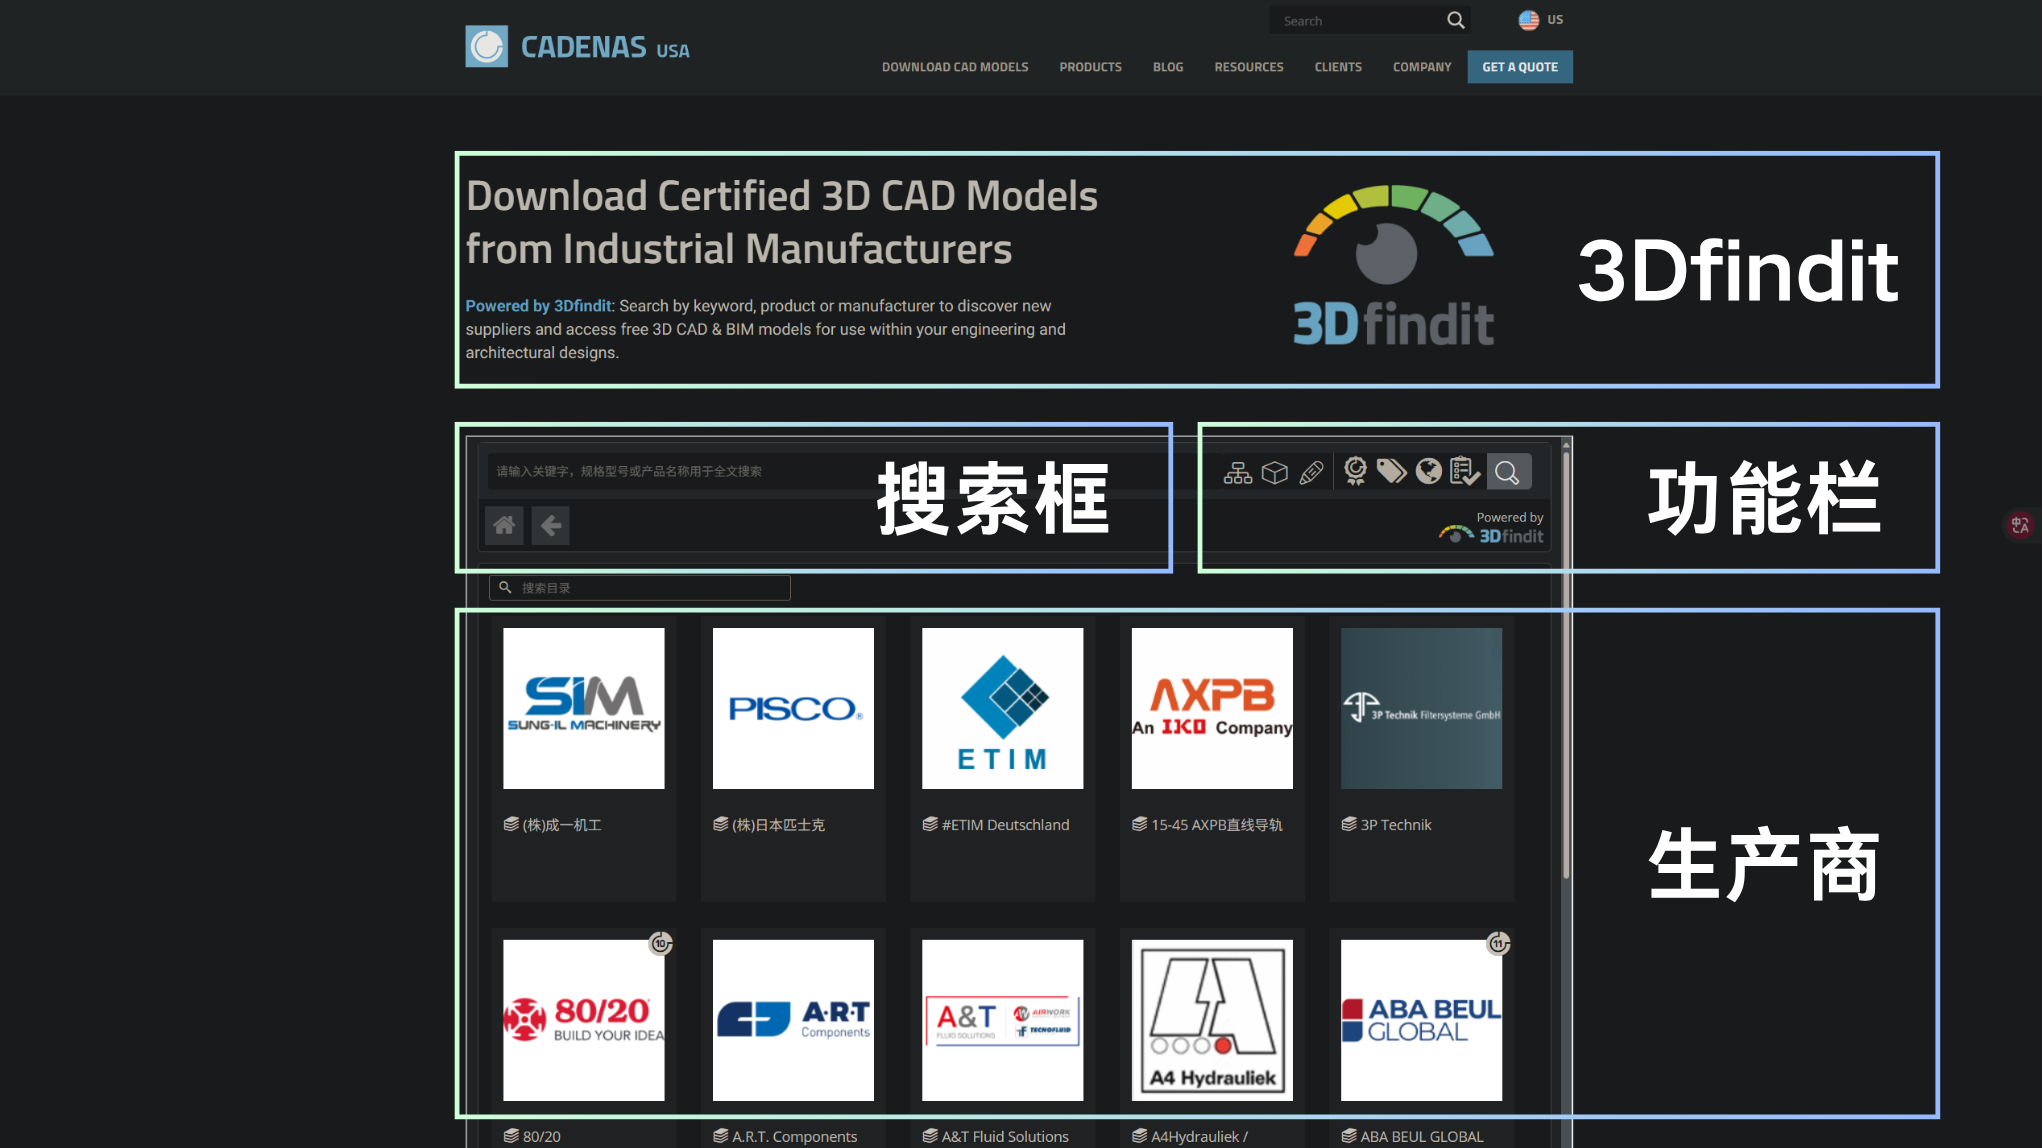 Search
US
CADENAS USA
DOWNLOAD CAD MODELS
PRODUCTS
BLOG
RESOURCES
CLIENTS
COMPANY
GET A QUOTE
Download Certified 3D CAD Models
from Industrial Manufacturers
Powered by 3Dfindit: Search by keyword, product or manufacturer to discover new
suppliers and access free 3D CAD & BIM models for use within your engineering and
architectural designs.
3Dfindit
3Dfindit
请输入关键字，规格型号或产品名称用于全文搜索
搜索框
功能栏
Powered by
3Dfindit
搜索目录
SIM
SUNG-IL MACHINERY
PISCO®
ETIM
AXPB
An IKO Company
3P Technik Filtersysteme GmbH
(株)成一机工
(株)日本匹士克
#ETIM Deutschland
15-45 AXPB直线导轨
3P Technik
生产商
10
80/20
BUILD YOUR IDEA
A·R·T
Components
A&T
FLUID SOLUTIONS
AIRWORK
TECNOFLUID
A4 Hydrauliek
11
ABA BEUL
GLOBAL
80/20
A.R.T. Components
A&T Fluid Solutions
A4Hydrauliek /
ABA BEUL GLOBAL
中
A